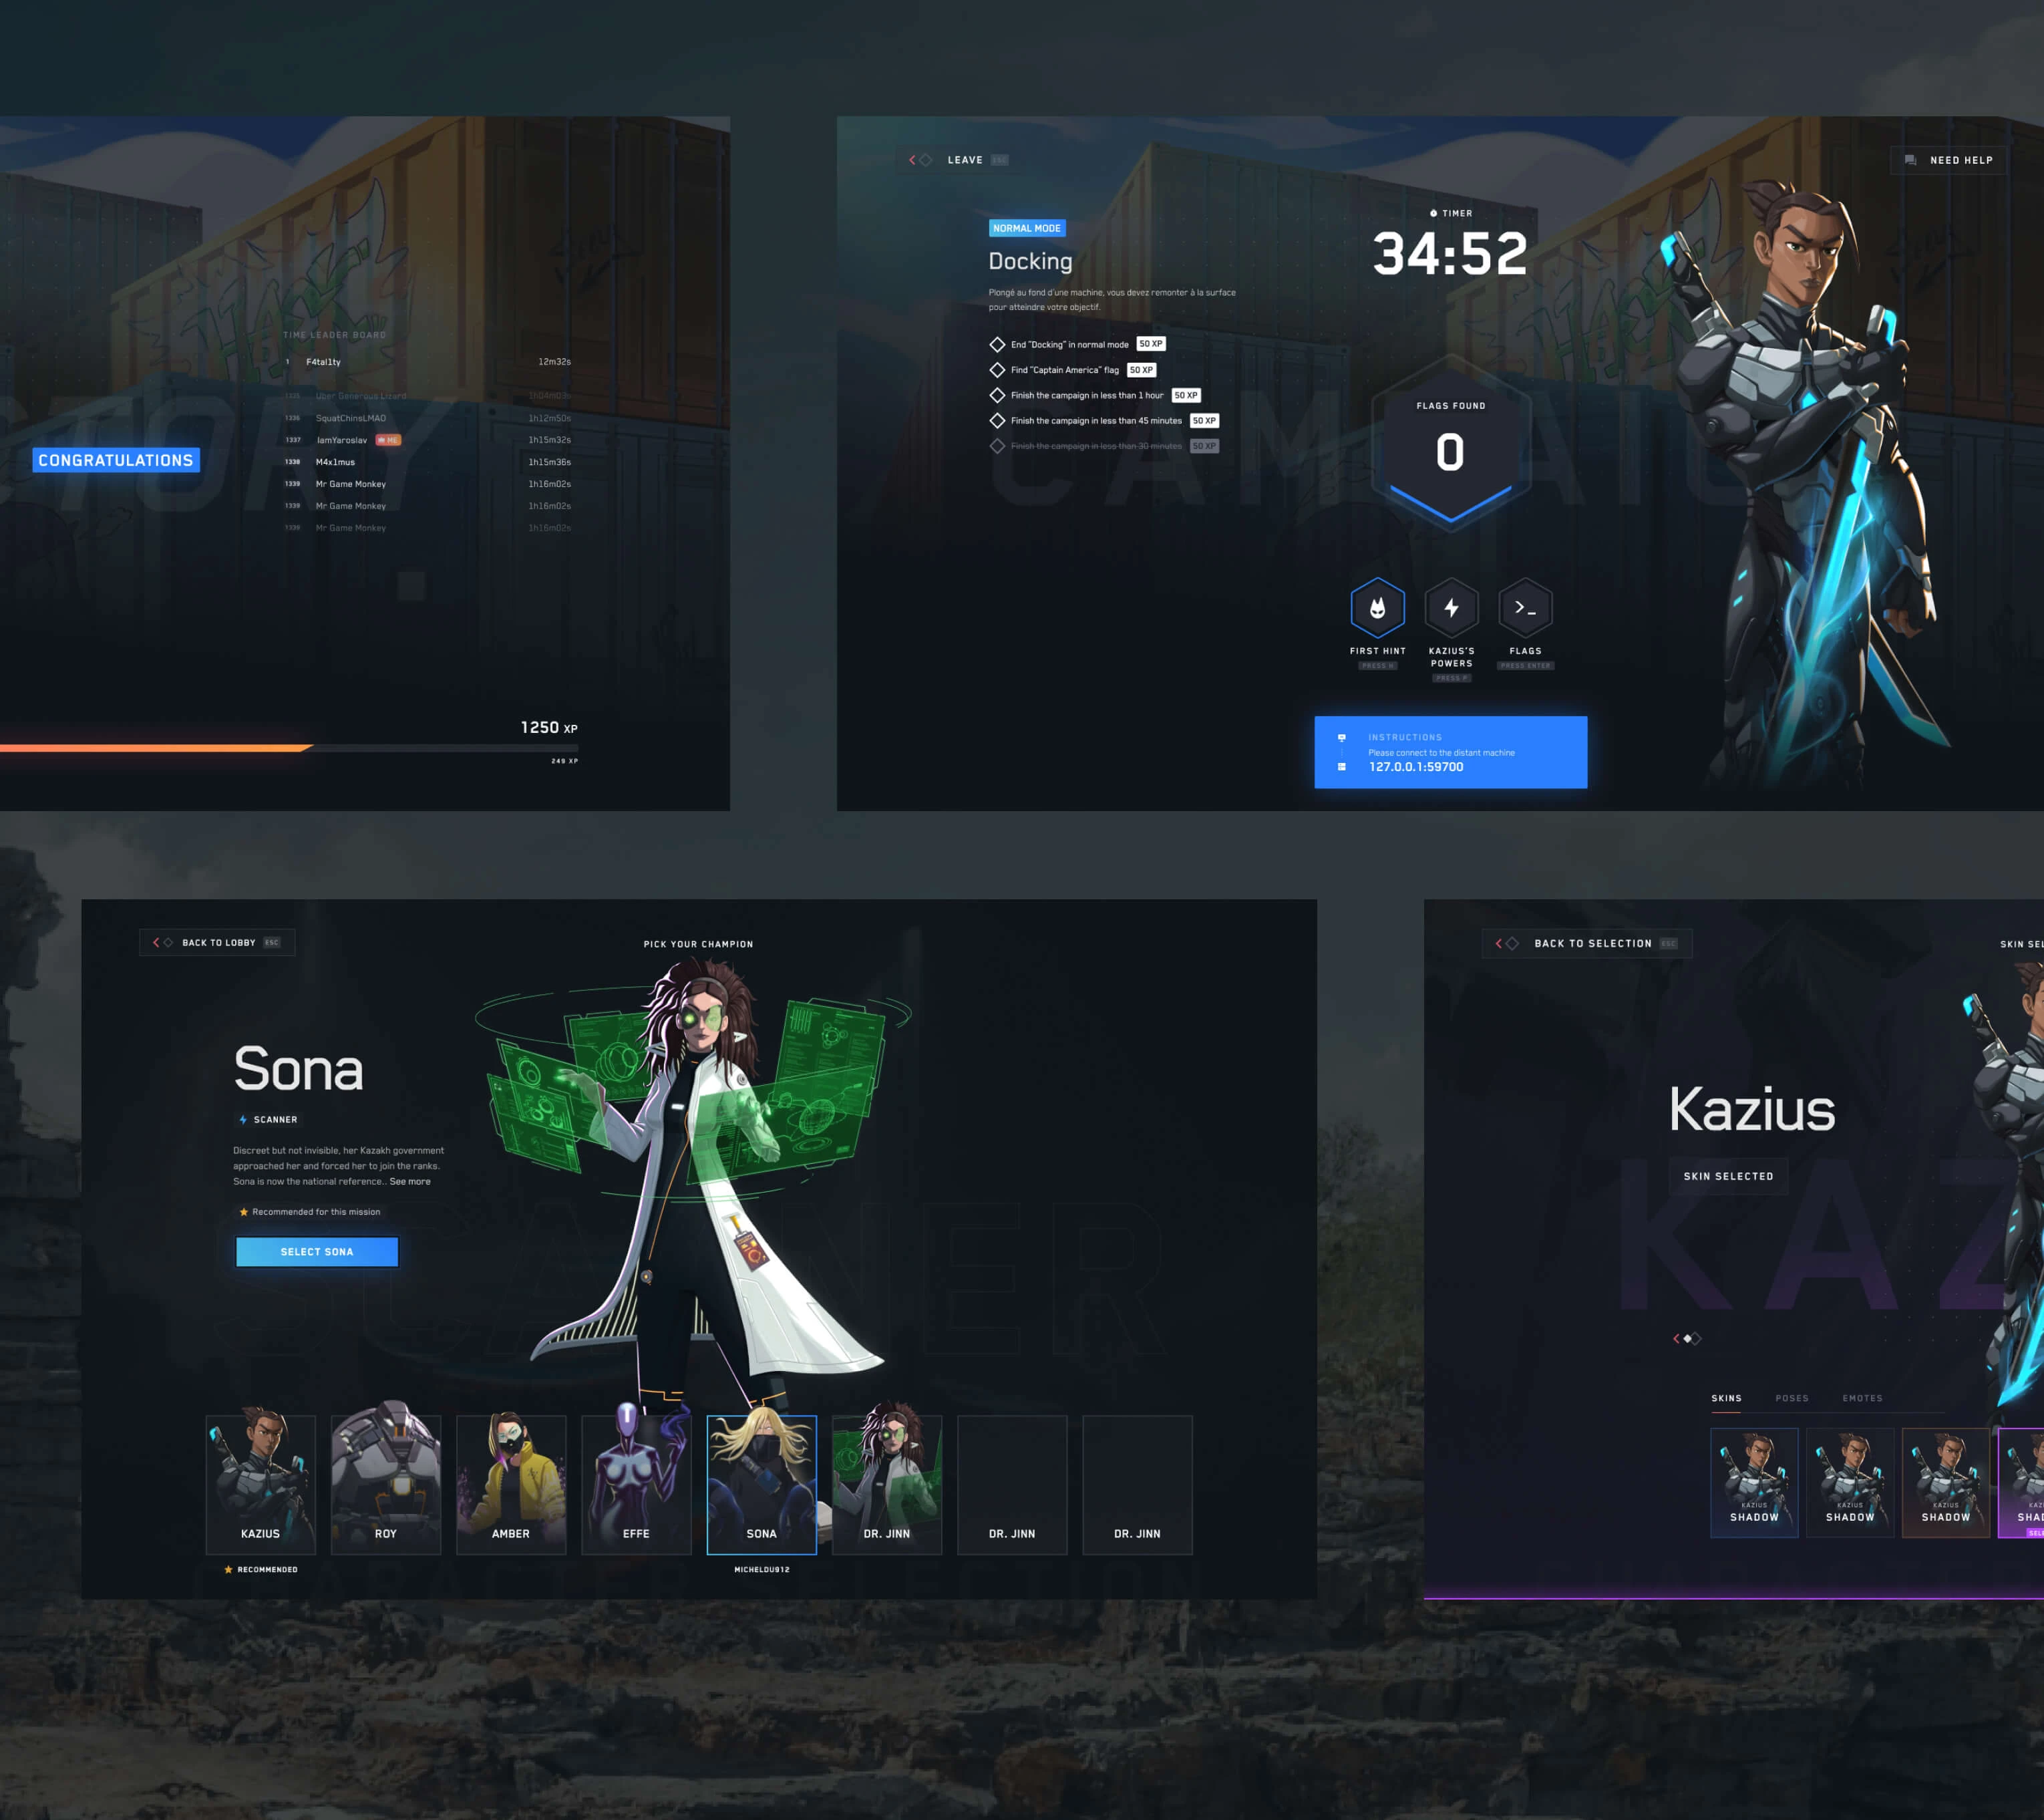 TIME LEADER BOARD
1 F4tal1ty 12m32s
1335 Uber Generous Lizard 1h04m03s
1336 SquatChinsLMAO 1h12m50s
1337 IamYaroslav ME 1h15m32s
1338 M4x1mus 1h15m36s
1339 Mr Game Monkey 1h16m02s
1339 Mr Game Monkey 1h16m02s
1339 Mr Game Monkey 1h16m02s
CONGRATULATIONS
1250 XP
249 XP
LEAVE ESC
NEED HELP
NORMAL MODE
Docking
Plongé au fond d'une machine, vous devez remonter à la surface
pour atteindre votre objectif.
End "Docking" in normal mode 50 XP
Find "Captain America" flag 50 XP
Finish the campaign in less than 1 hour 50 XP
Finish the campaign in less than 45 minutes 50 XP
Finish the campaign in less than 30 minutes 50 XP
TIMER
34:52
FLAGS FOUND
0
FIRST HINT
PRESS H
KAZIUS'S
POWERS
PRESS P
FLAGS
PRESS ENTER
INSTRUCTIONS
Please connect to the distant machine
127.0.0.1:59700
BACK TO LOBBY ESC
PICK YOUR CHAMPION
Sona
SCANNER
Discreet but not invisible, her Kazakh government
approached her and forced her to join the ranks.
Sona is now the national reference.. See more
Recommended for this mission
SELECT SONA
KAZIUS
RECOMMENDED
ROY
AMBER
EFFE
SONA
MICHELDU912
DR. JINN
DR. JINN
DR. JINN
BACK TO SELECTION ESC
SKIN SEL
Kazius
SKIN SELECTED
KAZ
SKINS POSES EMOTES
KAZIUS
SHADOW
KAZIUS
SHADOW
KAZIUS
SHADOW
KAZ
SHAD
SELE